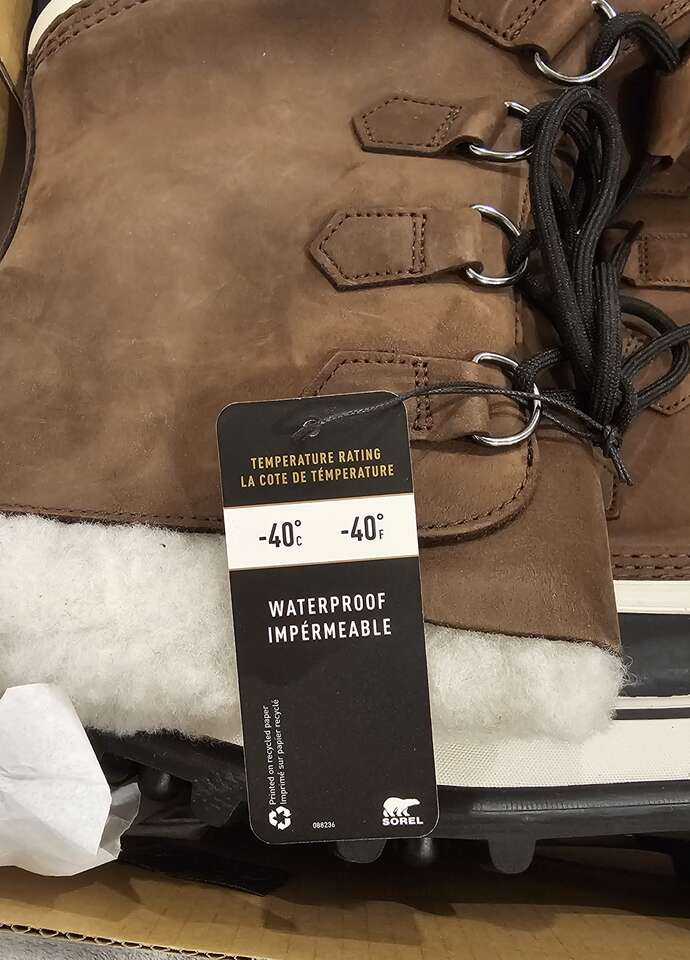 TEMPERATURE RATING
LA COTE DE TÉMPERATURE
-40°C -40°F
WATERPROOF
IMPÉRMEABLE
Printed on recycled paper
Imprimé sur papier recyclé
088236
SOREL